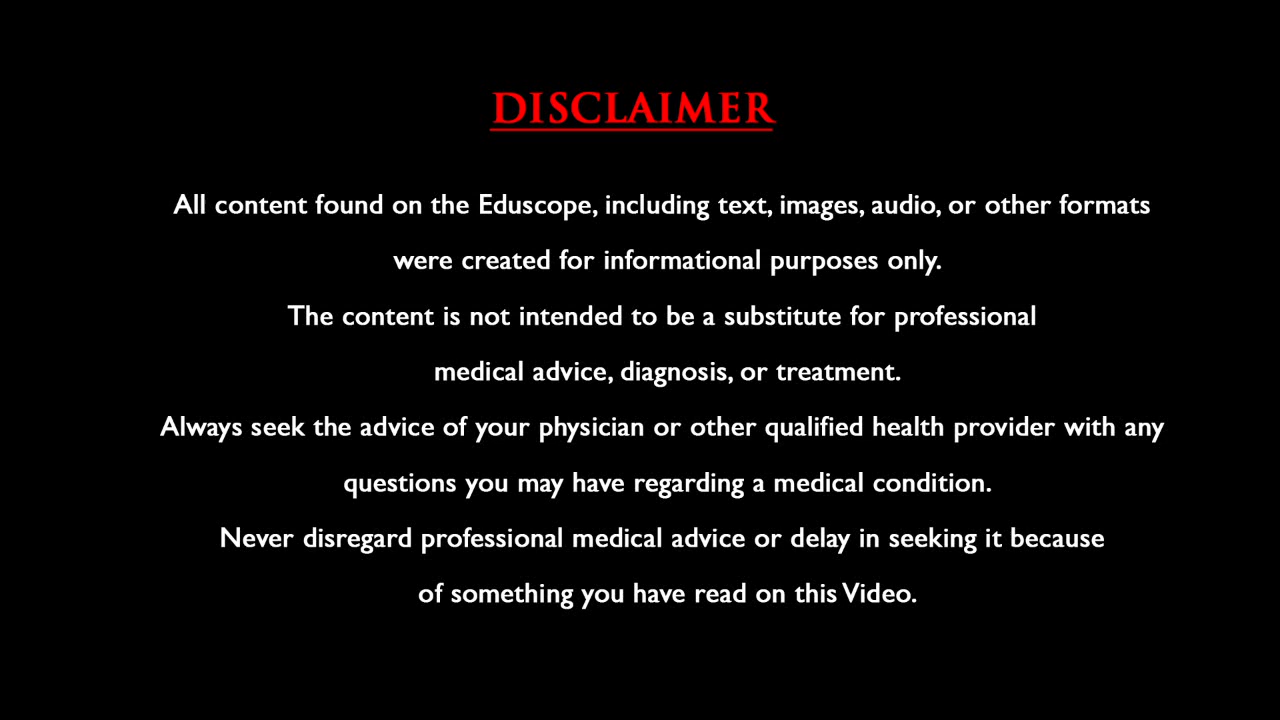 DISCLAIMER
All content found on the Eduscope, including text, images, audio, or other formats
were created for informational purposes only.
The content is not intended to be a substitute for professional
medical advice, diagnosis, or treatment.
Always seek the advice of your physician or other qualified health provider with any
questions you may have regarding a medical condition.
Never disregard professional medical advice or delay in seeking it because
of something you have read on this Video.